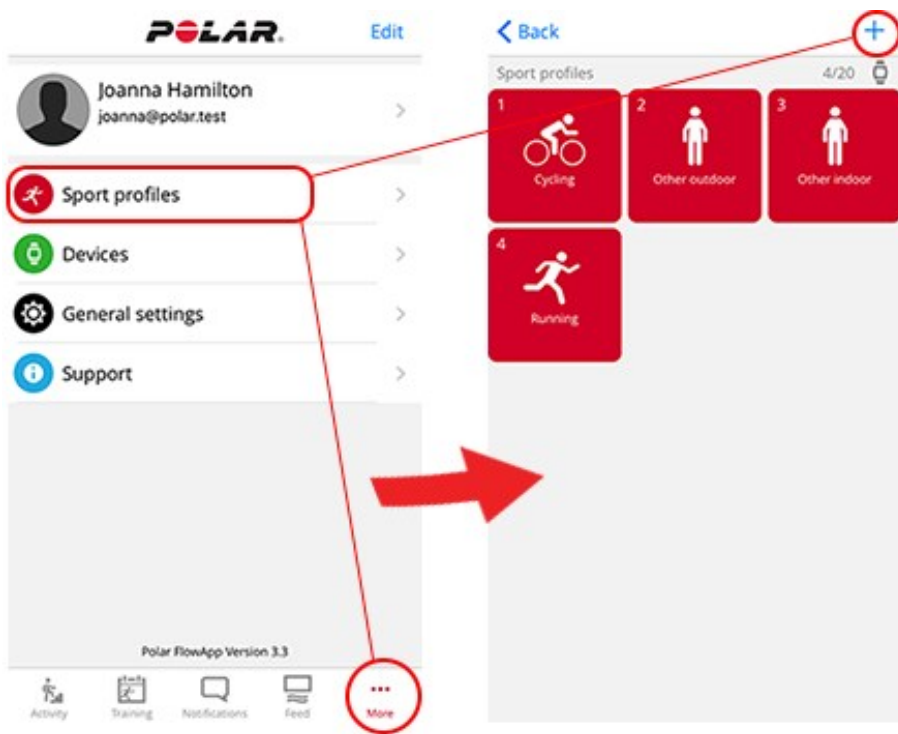 POLAR.
Edit
Joanna Hamilton
joanna@polar.test
Sport profiles
Devices
General settings
Support
Polar FlowApp Version 3.3
Activity
Training
Notifications
Feed
More
Back
Sport profiles
4/20
1
Cycling
2
Other outdoor
3
Other indoor
4
Running